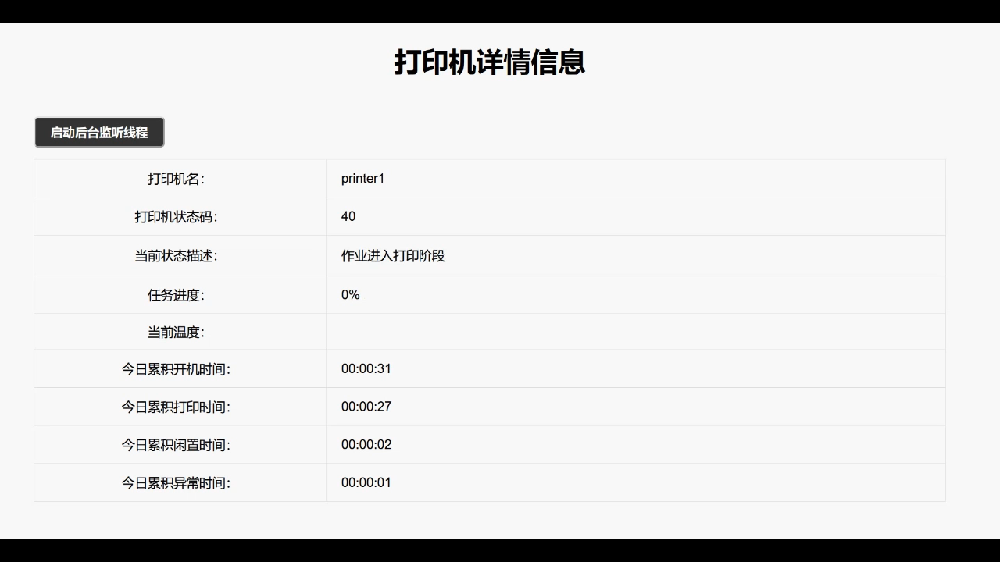 打印机详情信息
启动后台监听线程
打印机名： printer1
打印机状态码： 40
当前状态描述： 作业进入打印阶段
任务进度： 0%
当前温度：
今日累积开机时间： 00:00:31
今日累积打印时间： 00:00:27
今日累积闲置时间： 00:00:02
今日累积异常时间： 00:00:01